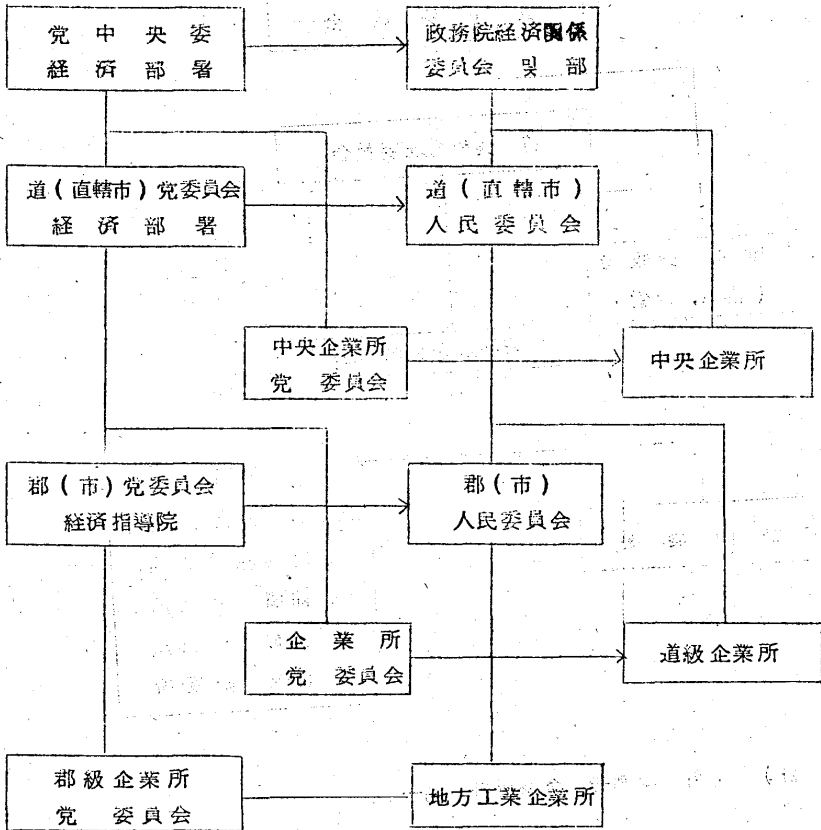 党中央委
経済部署
政務院経済関係
委員会及部
道(直轄市)党委員会
経済部署
道(直轄市)
人民委員会
中央企業所
党委員会
中央企業所
郡(市)党委員会
経済指導院
郡(市)
人民委員会
企業所
党委員会
道級企業所
郡級企業所
党委員会
地方工業企業所